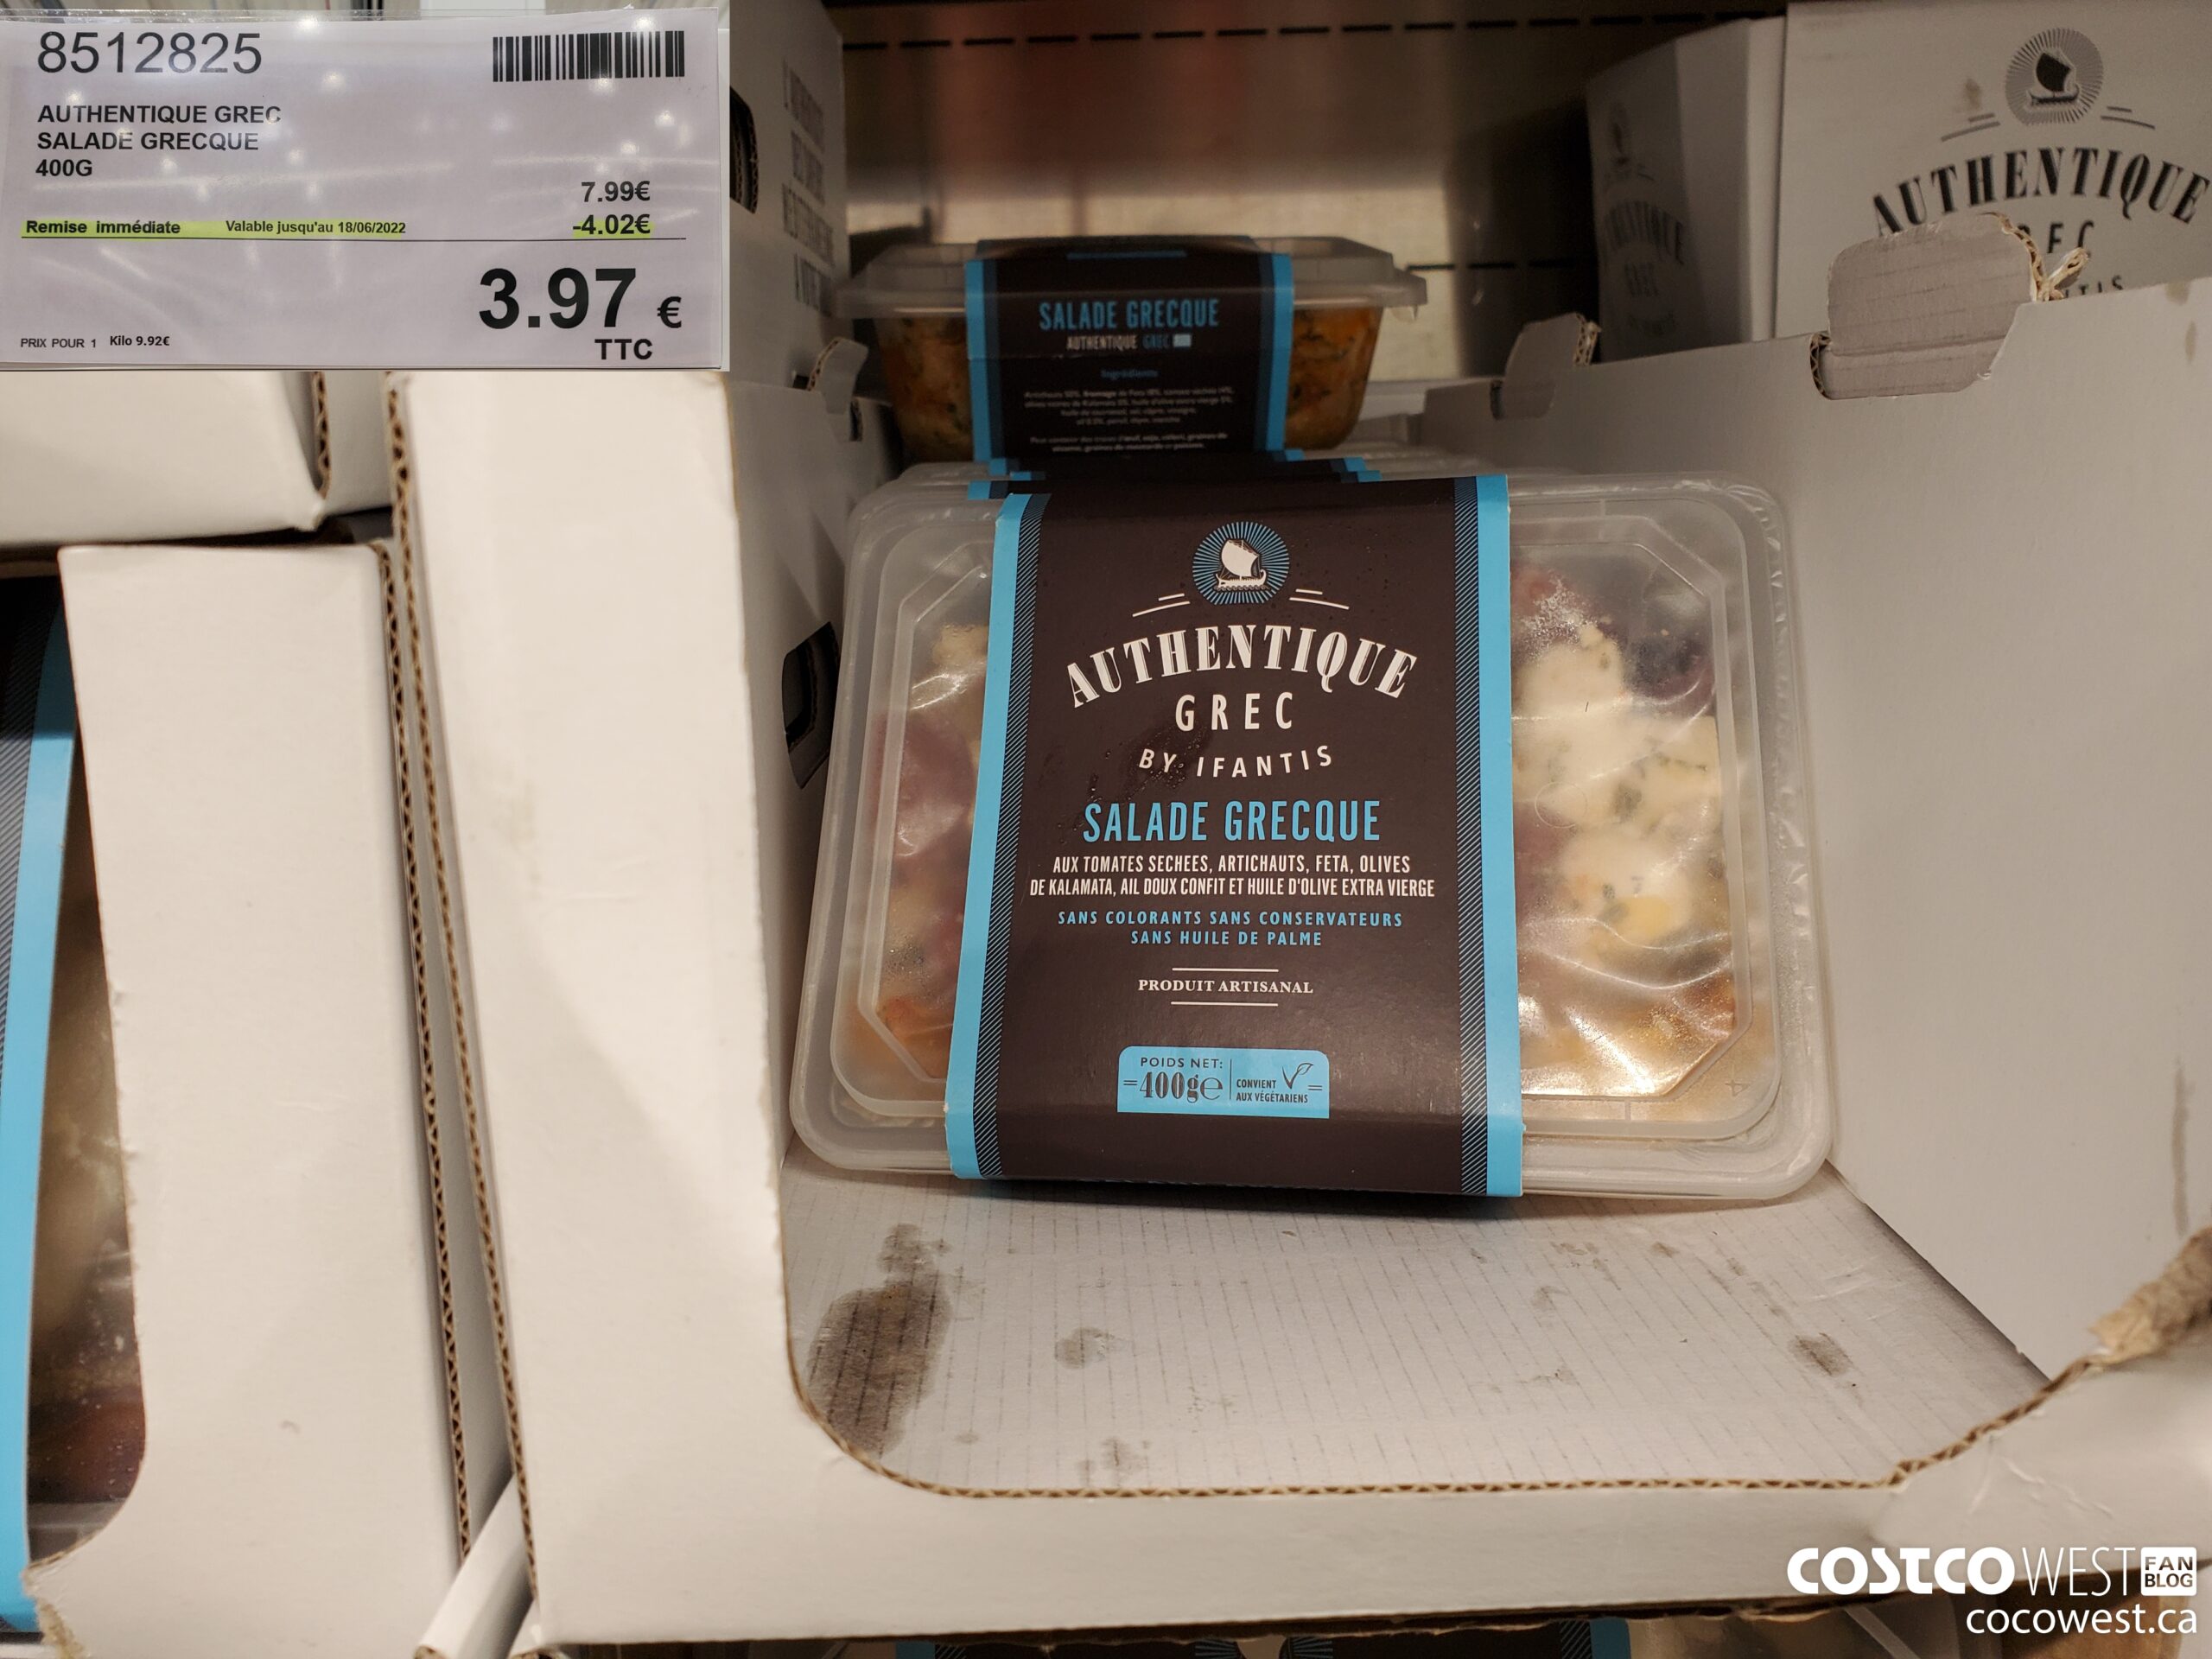 8512825
AUTHENTIQUE GREC
SALADE GRECQUE
400G
7.99€
Remise immédiate Valable jusqu'au 18/06/2022 -4.02€
3.97 €
TTC
PRIX POUR 1 Kilo 9.92€
AUTHENTIQUE
SALADE GRECQUE
AUTHENTIQUE GREC
Ingrédients
AUTHENTIQUE
GREC
BY IFANTIS
SALADE GRECQUE
AUX TOMATES SECHEES, ARTICHAUTS, FETA, OLIVES
DE KALAMATA, AIL DOUX CONFIT ET HUILE D'OLIVE EXTRA VIERGE
SANS COLORANTS SANS CONSERVATEURS
SANS HUILE DE PALME
PRODUIT ARTISANAL
POIDS NET:
400g℮
CONVIENT
AUX VÉGÉTARIENS
COSTCO WEST FAN BLOG
cocowest.ca